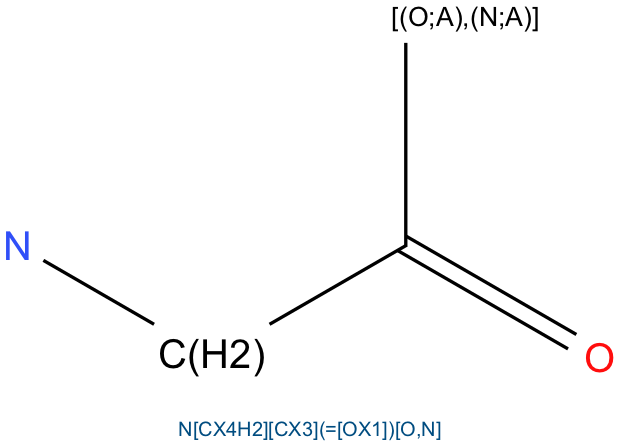 [(O;A),(N;A)]
N
C(H2)
O
N[CX4H2][CX3](=[OX1])[O,N]